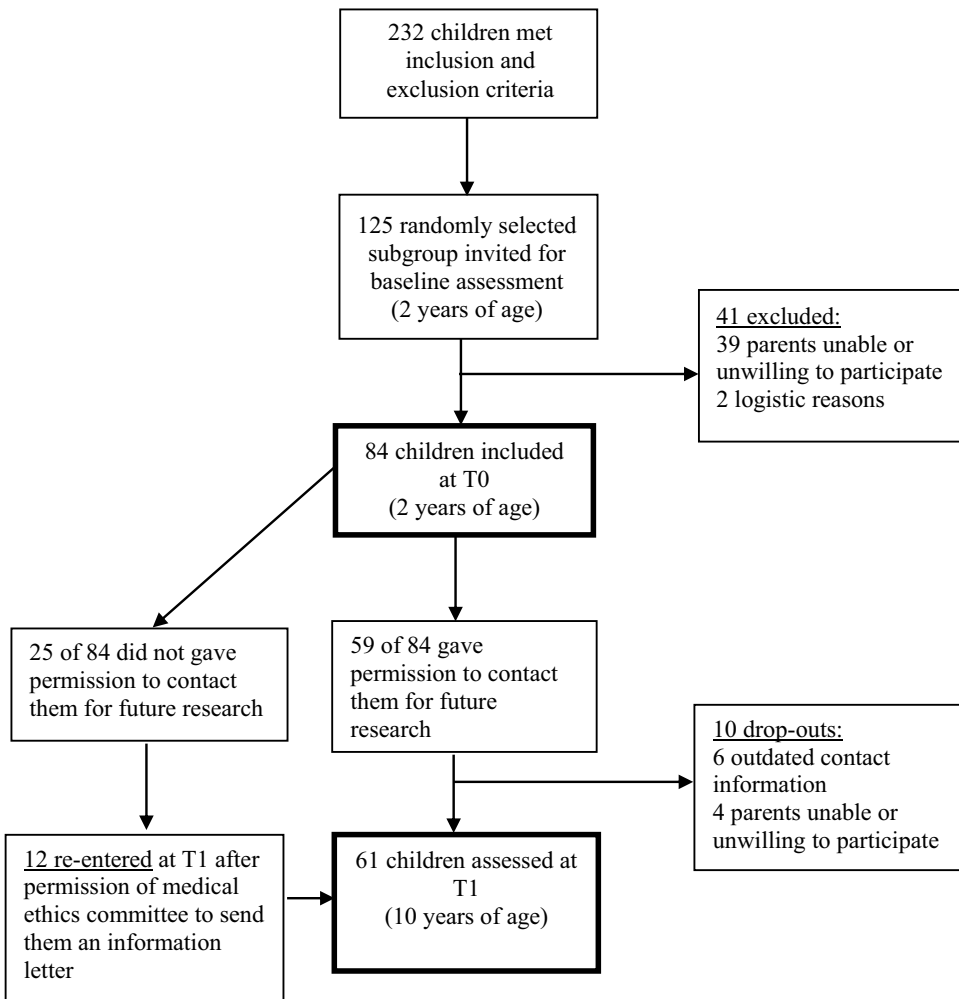 232 children met
inclusion and
exclusion criteria
125 randomly selected
subgroup invited for
baseline assessment
(2 years of age)
41 excluded:
39 parents unable or
unwilling to participate
2 logistic reasons
84 children included
at T0
(2 years of age)
25 of 84 did not gave
permission to contact
them for future research
59 of 84 gave
permission to contact
them for future
research
10 drop-outs:
6 outdated contact
information
4 parents unable or
unwilling to participate
12 re-entered at T1 after
permission of medical
ethics committee to send
them an information
letter
61 children assessed at
T1
(10 years of age)